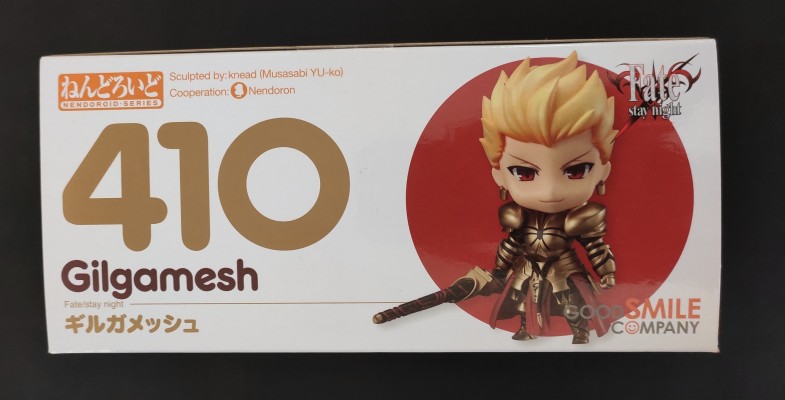 ねんどろいど
NENDOROID-SERIES
Sculpted by: knead (Musasabi YU-ko)
Cooperation: Nendoron
410
Gilgamesh
Fate/stay night
ギルガメッシュ
Fate
stay night
GOOD SMILE
COMPANY